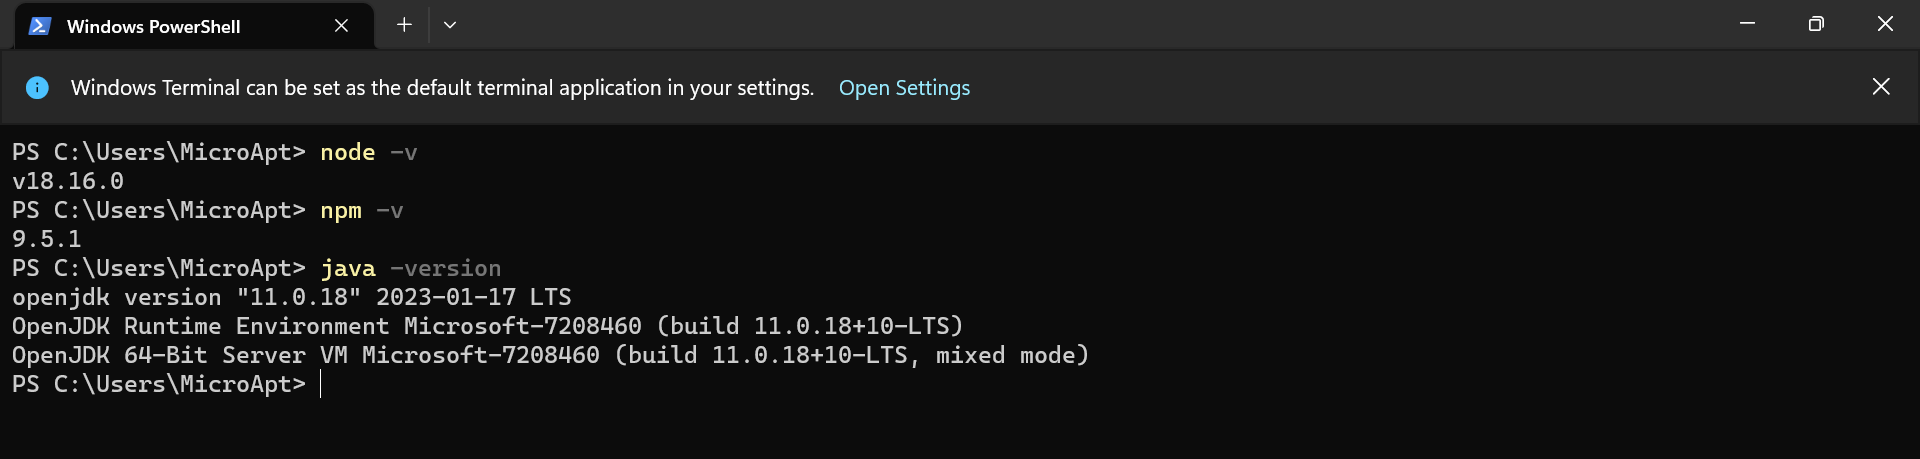 Windows PowerShell
Windows Terminal can be set as the default terminal application in your settings. Open Settings
PS C:\Users\MicroApt> node -v
v18.16.0
PS C:\Users\MicroApt> npm -v
9.5.1
PS C:\Users\MicroApt> java -version
openjdk version "11.0.18" 2023-01-17 LTS
OpenJDK Runtime Environment Microsoft-7208460 (build 11.0.18+10-LTS)
OpenJDK 64-Bit Server VM Microsoft-7208460 (build 11.0.18+10-LTS, mixed mode)
PS C:\Users\MicroApt>